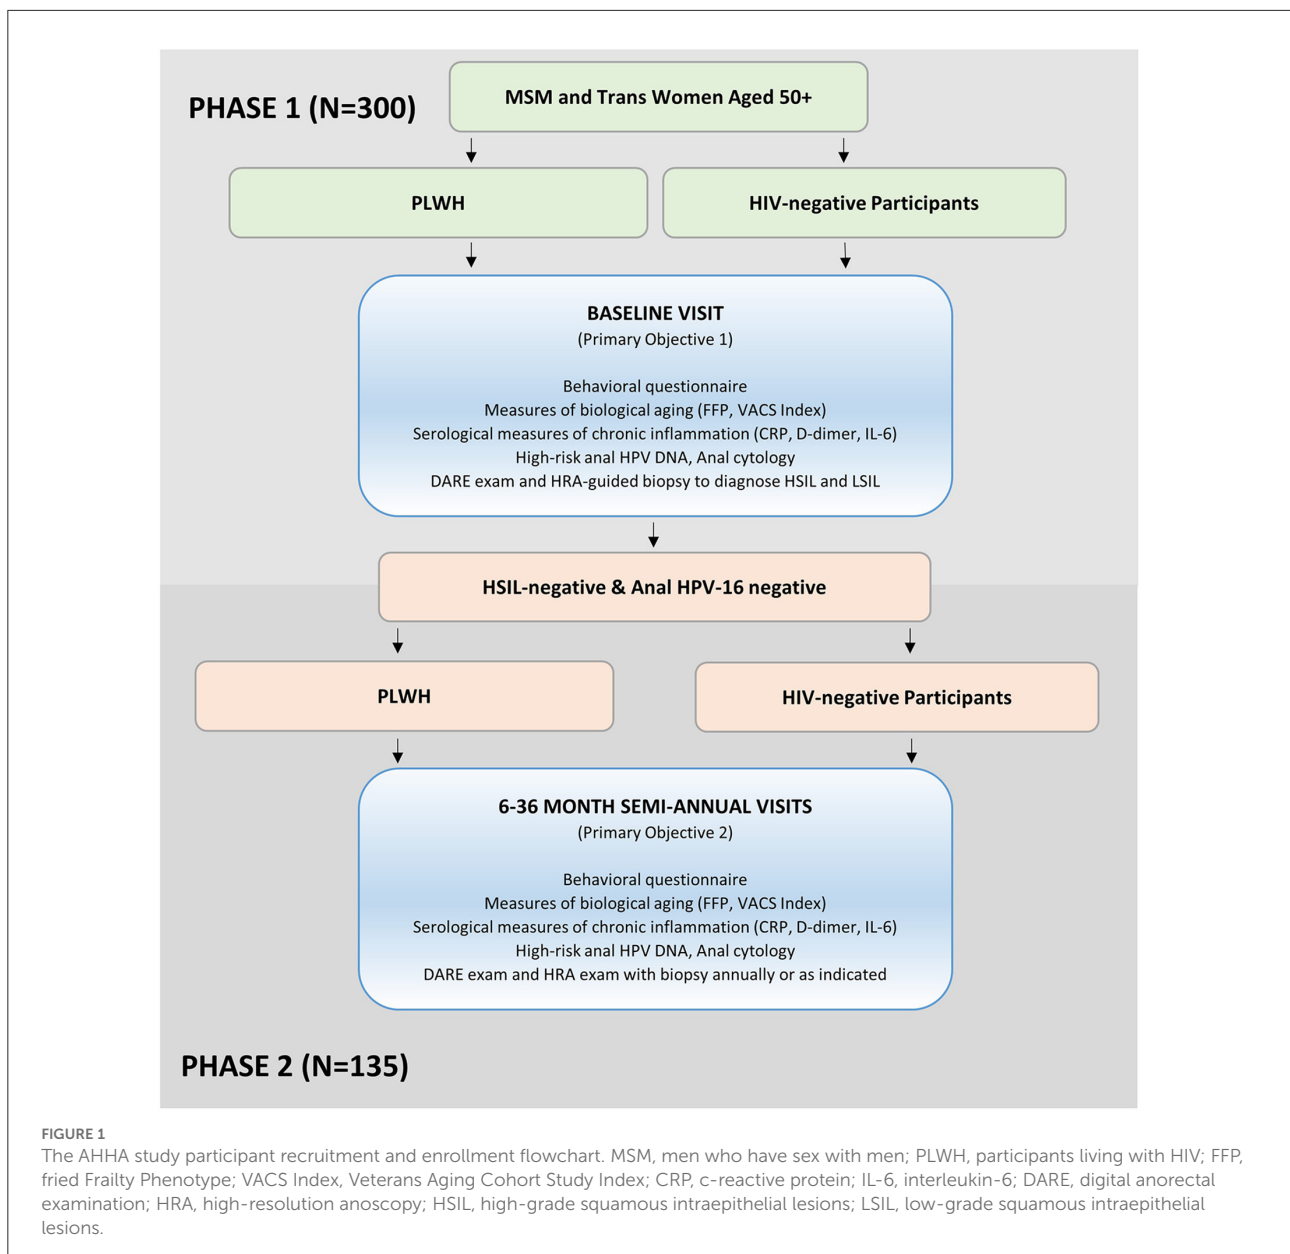 PHASE 1 (N=300)
MSM and Trans Women Aged 50+
PLWH
HIV-negative Participants
BASELINE VISIT
(Primary Objective 1)
Behavioral questionnaire
Measures of biological aging (FFP, VACS Index)
Serological measures of chronic inflammation (CRP, D-dimer, IL-6)
High-risk anal HPV DNA, Anal cytology
DARE exam and HRA-guided biopsy to diagnose HSIL and LSIL
HSIL-negative & Anal HPV-16 negative
PLWH
HIV-negative Participants
6-36 MONTH SEMI-ANNUAL VISITS
(Primary Objective 2)
Behavioral questionnaire
Measures of biological aging (FFP, VACS Index)
Serological measures of chronic inflammation (CRP, D-dimer, IL-6)
High-risk anal HPV DNA, Anal cytology
DARE exam and HRA exam with biopsy annually or as indicated
PHASE 2 (N=135)
FIGURE 1
The AHHA study participant recruitment and enrollment flowchart. MSM, men who have sex with men; PLWH, participants living with HIV; FFP,
fried Frailty Phenotype; VACS Index, Veterans Aging Cohort Study Index; CRP, c-reactive protein; IL-6, interleukin-6; DARE, digital anorectal
examination; HRA, high-resolution anoscopy; HSIL, high-grade squamous intraepithelial lesions; LSIL, low-grade squamous intraepithelial
lesions.